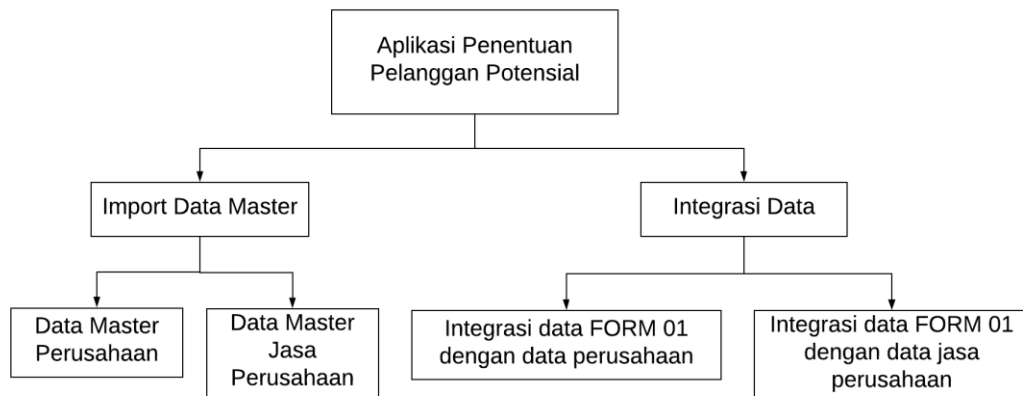 Aplikasi Penentuan
Pelanggan Potensial
Import Data Master
Integrasi Data
Data Master
Perusahaan
Data Master
Jasa
Perusahaan
Integrasi data FORM 01
dengan data perusahaan
Integrasi data FORM 01
dengan data jasa
perusahaan